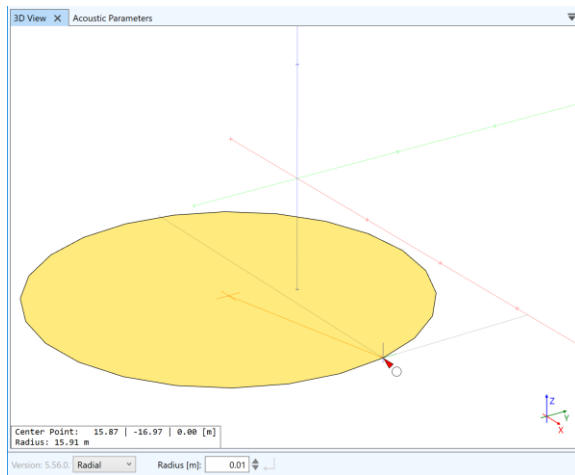 3D View X Acoustic Parameters
Z
Y
X
Center Point: 15.87 | -16.97 | 0.00 [m]
Radius: 15.91 m
Version: 5.56.0. Radial Radius [m]: 0.01